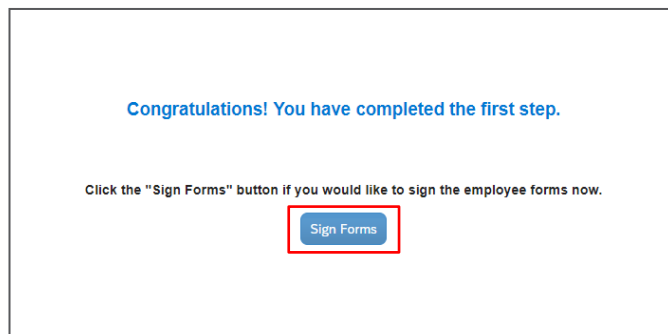 Congratulations! You have completed the first step.
Click the "Sign Forms" button if you would like to sign the employee forms now.
Sign Forms